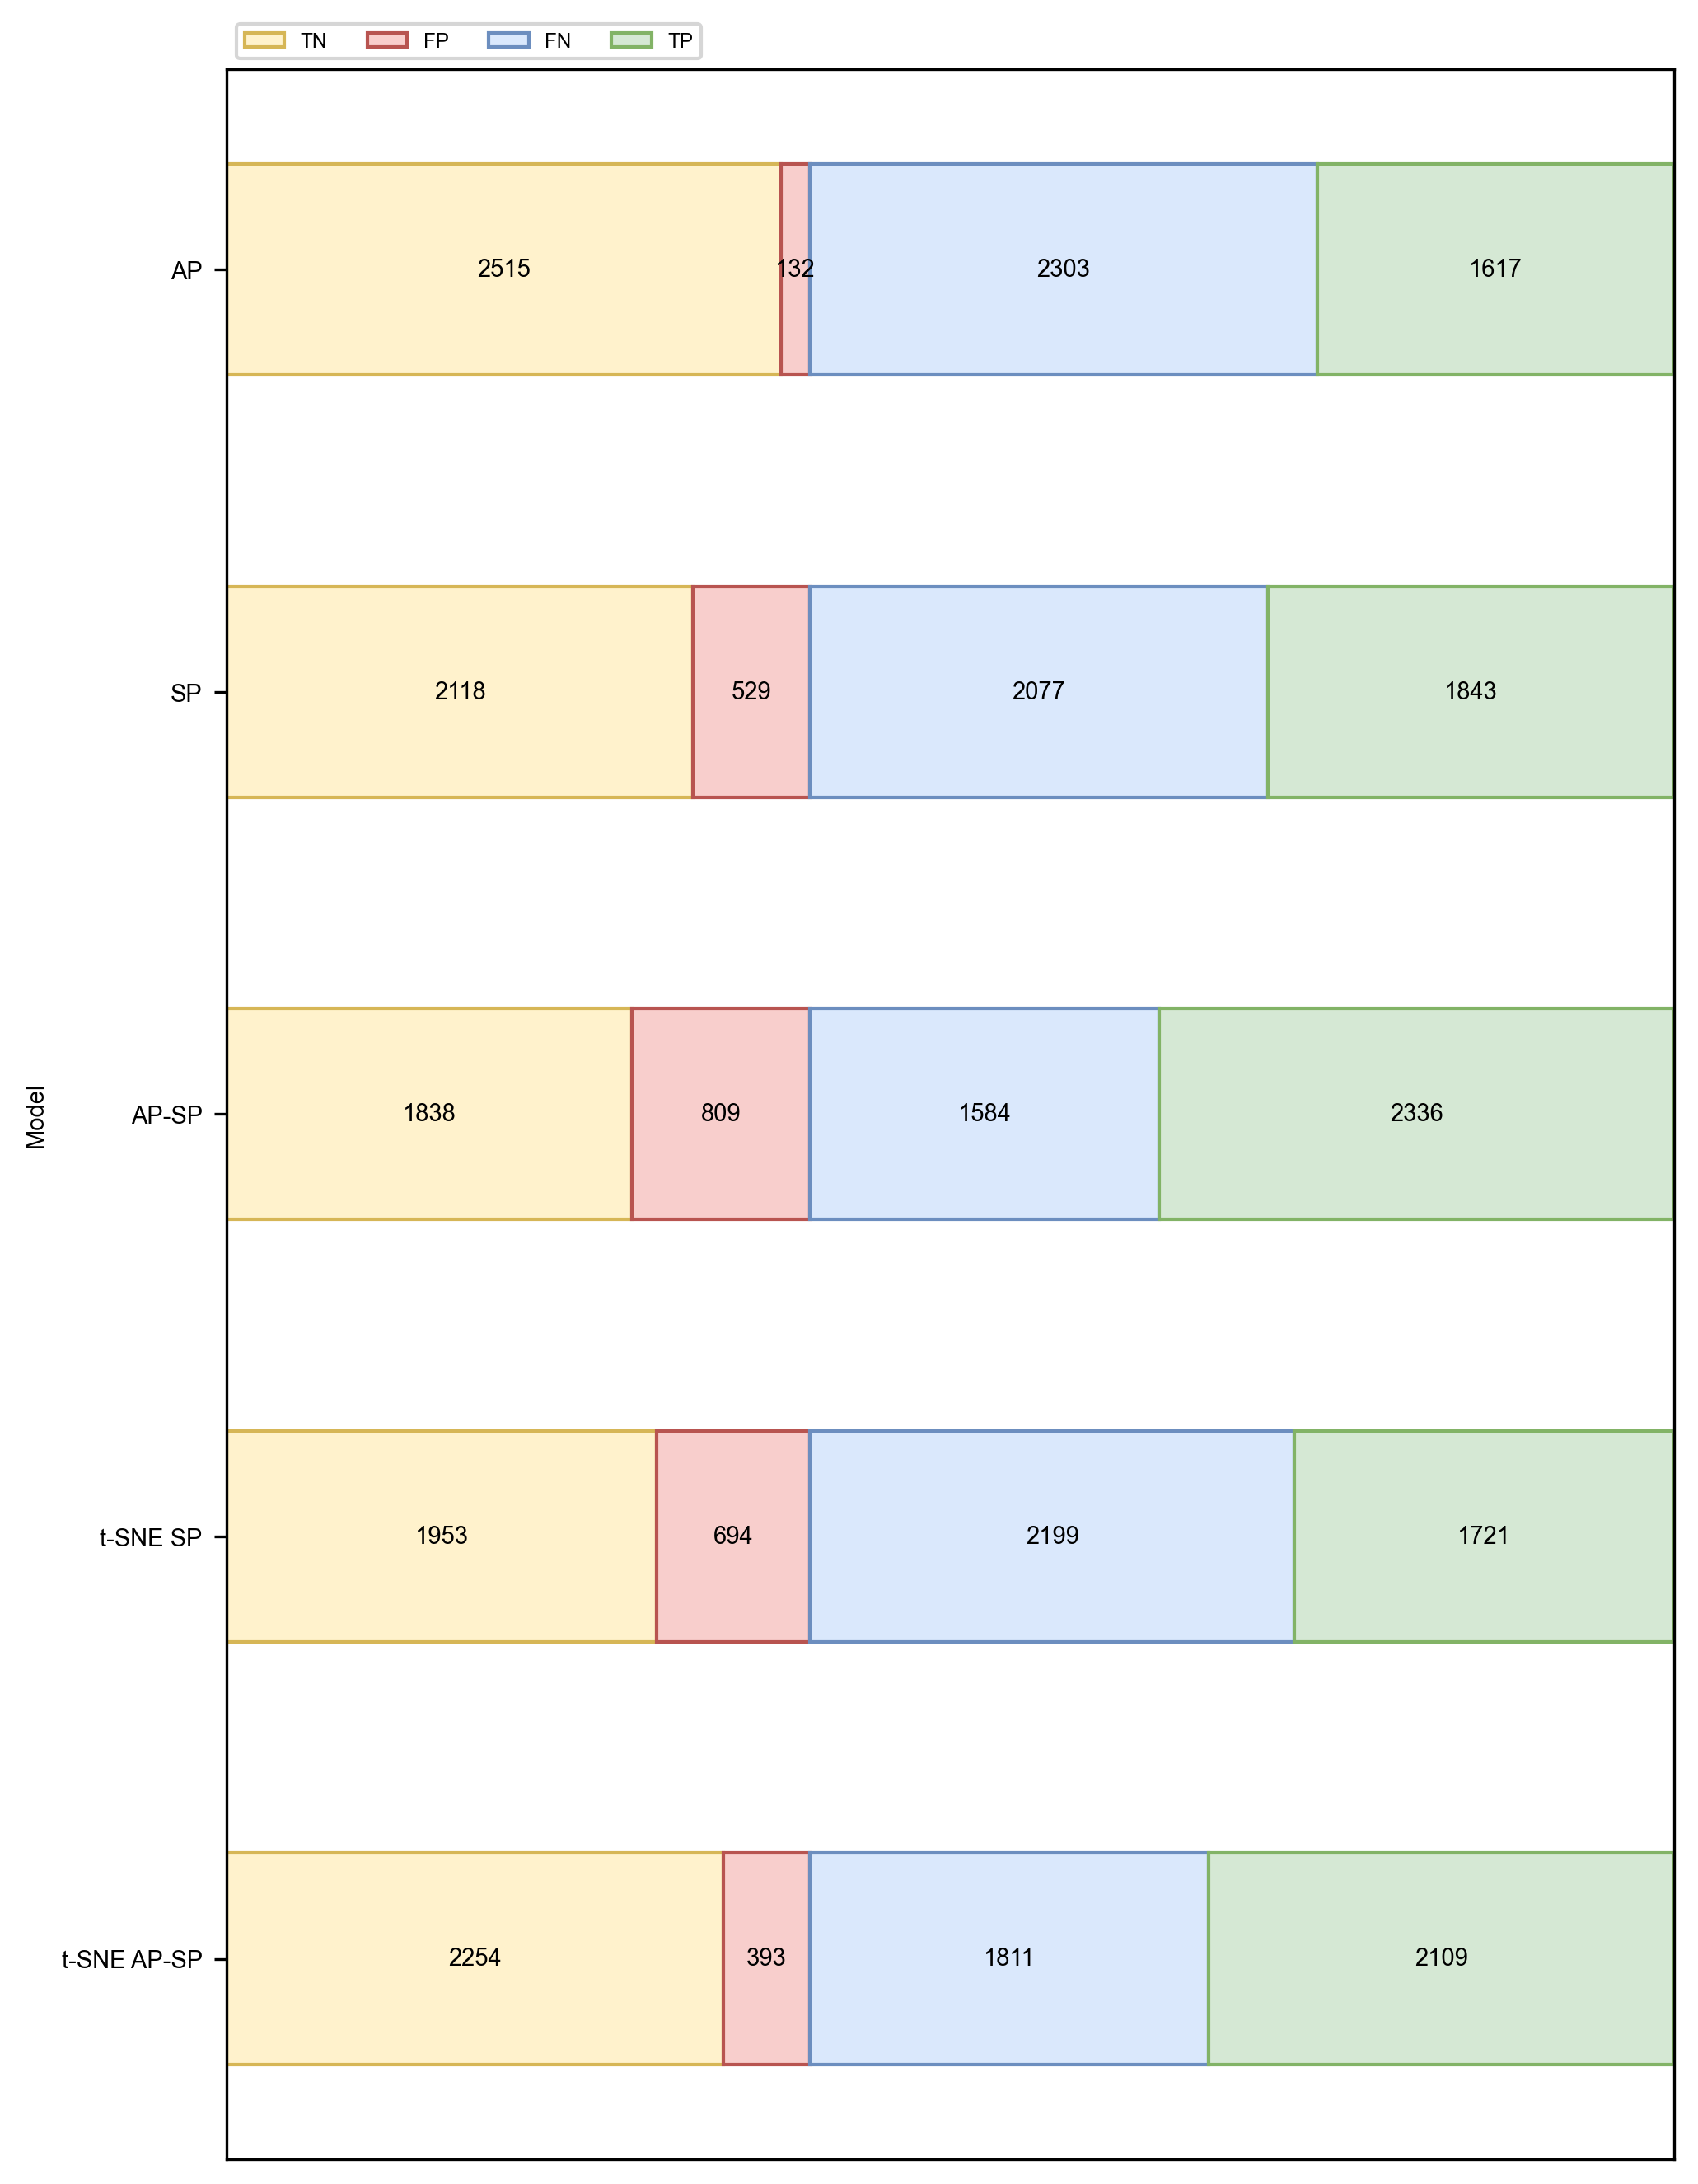 TN FP FN TP
AP 2515 132 2303 1617
SP 2118 529 2077 1843
AP-SP 1838 809 1584 2336
Model
t-SNE SP 1953 694 2199 1721
t-SNE AP-SP 2254 393 1811 2109